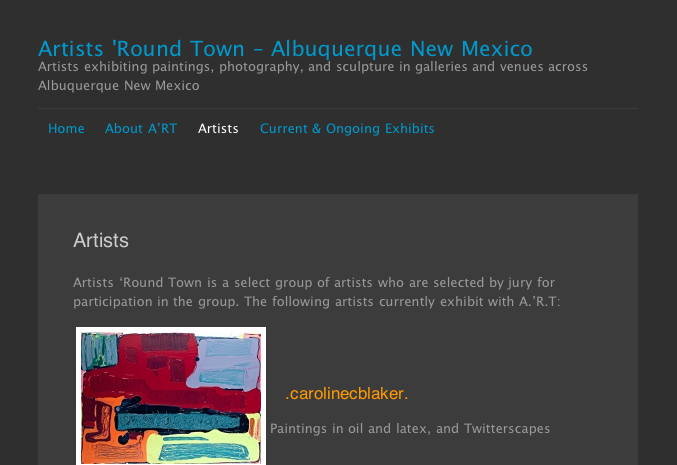 Artists 'Round Town – Albuquerque New Mexico
Artists exhibiting paintings, photography, and sculpture in galleries and venues across
Albuquerque New Mexico
Home About A’RT Artists Current & Ongoing Exhibits
Artists
Artists ‘Round Town is a select group of artists who are selected by jury for
participation in the group. The following artists currently exhibit with A.’R.T:
.carolinecblaker.
Paintings in oil and latex, and Twitterscapes